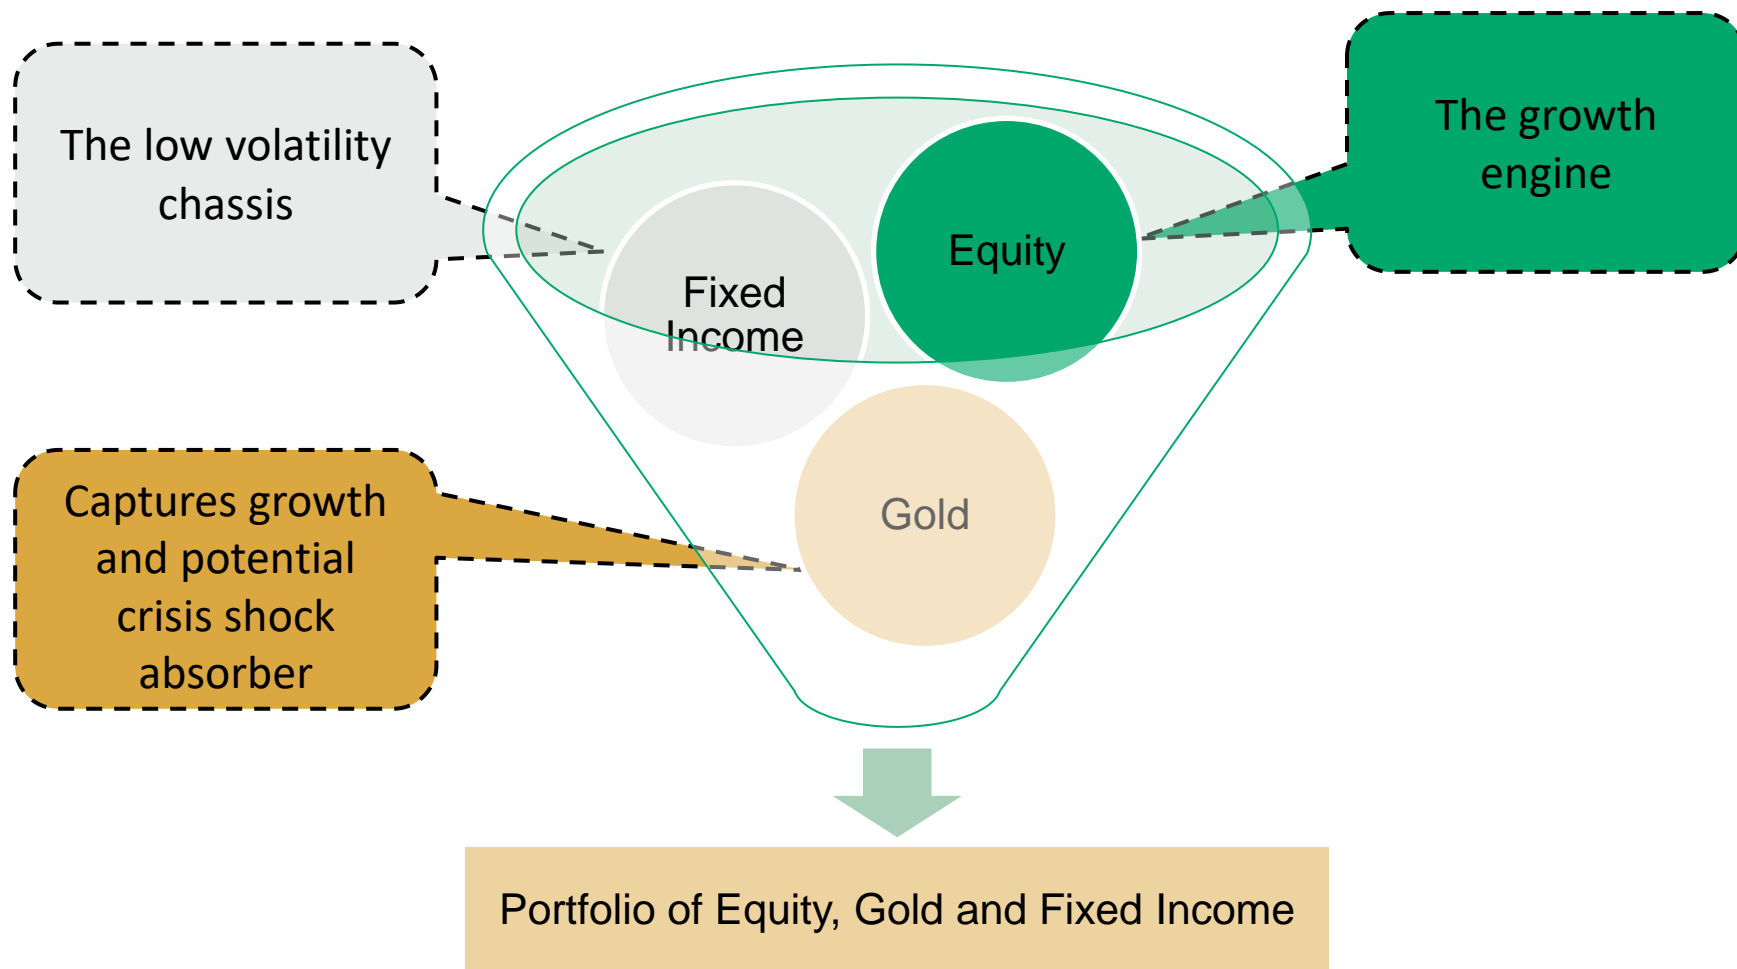 The low volatility
chassis
The growth
engine
Equity
Fixed
Income
Captures growth
and potential
crisis shock
absorber
Gold
Portfolio of Equity, Gold and Fixed Income